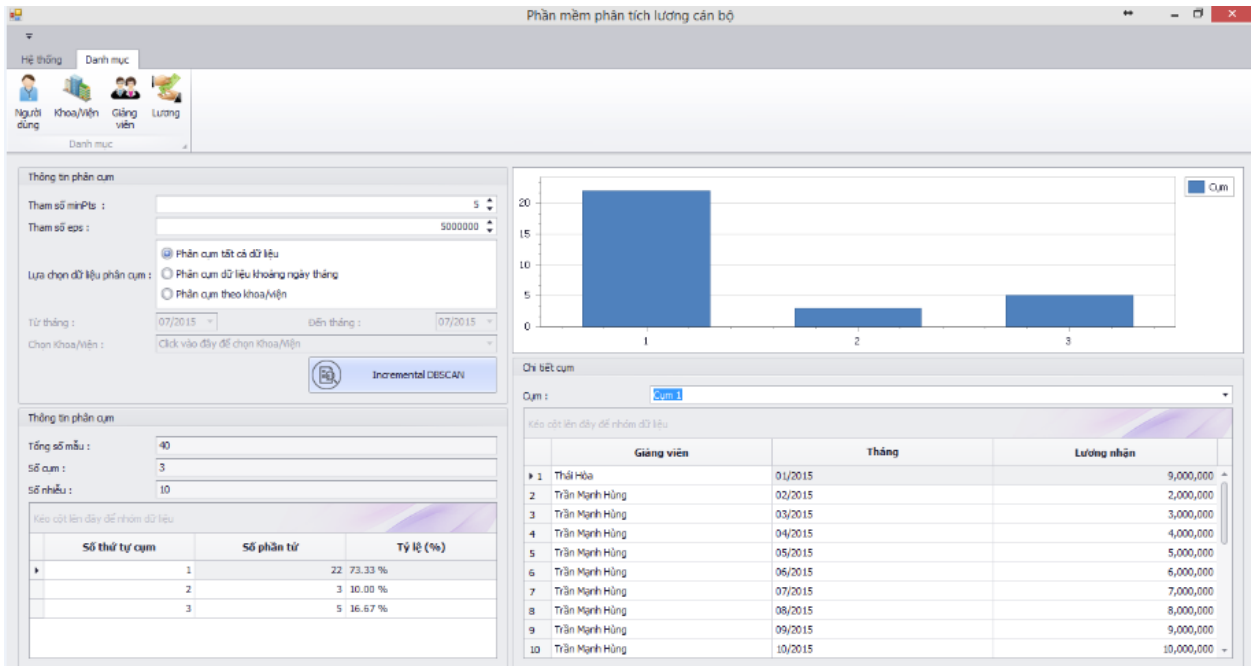 Phần mềm phân tích lương cán bộ
Hệ thống Danh mục
Người dùng Khoa/Viện Giảng viên Lương
Danh mục
Thông tin phân cụm
Tham số minPts : 5
Tham số eps : 5000000
Lựa chọn dữ liệu phân cụm :
Phân cụm tất cả dữ liệu
Phân cụm dữ liệu khoảng ngày tháng
Phân cụm theo khoa/viện
Từ tháng : 07/2015 Đến tháng : 07/2015
Chọn Khoa/Viện : Click vào đây để chọn Khoa/Viện
Incremental DBSCAN
Thông tin phân cụm
Tổng số mẫu : 40
Số cụm : 3
Số nhiễu : 10
Kéo cột lên đây để nhóm dữ liệu
Số thứ tự cụm Số phần tử Tỷ lệ (%)
1 22 73.33 %
2 3 10.00 %
3 5 16.67 %
20
15
10
5
0
1 2 3
Cụm
Chi tiết cụm
Cụm : Cụm 1
Kéo cột lên đây để nhóm dữ liệu
Giảng viên Tháng Lương nhận
1 Thái Hòa 01/2015 9,000,000
2 Trần Mạnh Hùng 02/2015 2,000,000
3 Trần Mạnh Hùng 03/2015 3,000,000
4 Trần Mạnh Hùng 04/2015 4,000,000
5 Trần Mạnh Hùng 05/2015 5,000,000
6 Trần Mạnh Hùng 06/2015 6,000,000
7 Trần Mạnh Hùng 07/2015 7,000,000
8 Trần Mạnh Hùng 08/2015 8,000,000
9 Trần Mạnh Hùng 09/2015 9,000,000
10 Trần Mạnh Hùng 10/2015 10,000,000